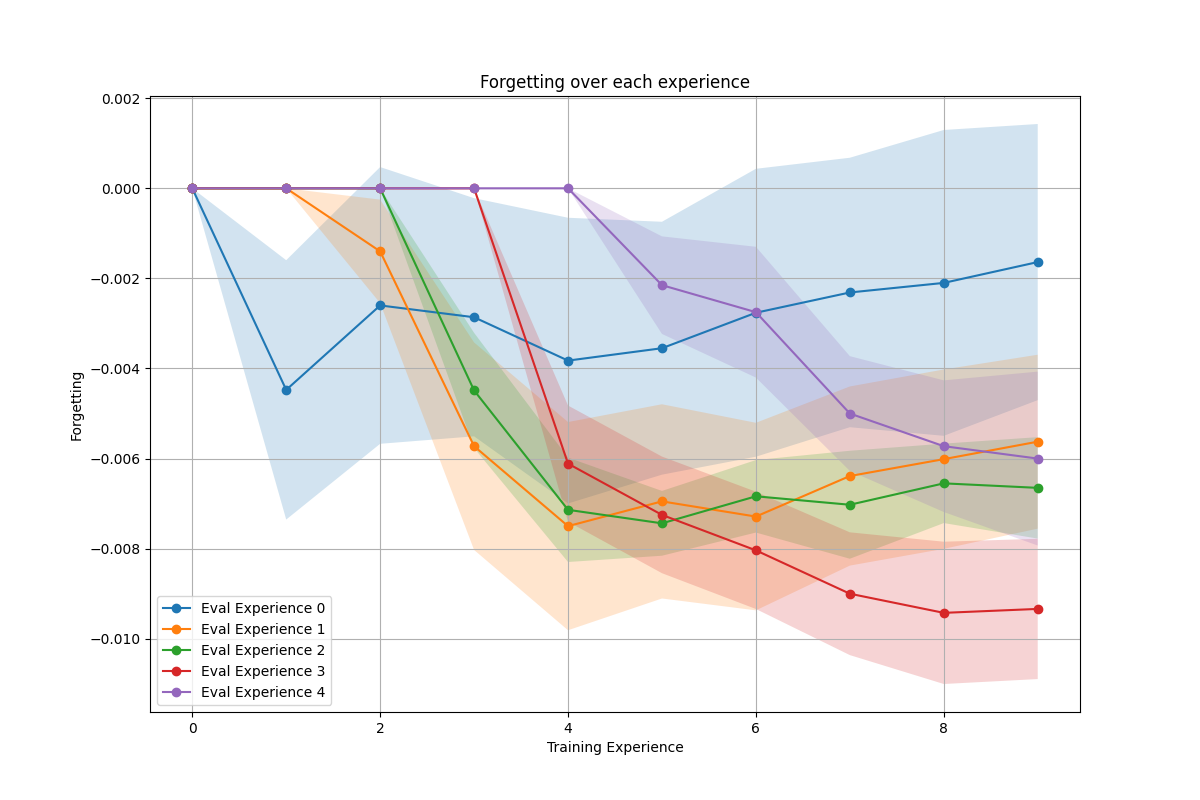 Forgetting over each experience
0.002
0.000
−0.002
−0.004
−0.006
−0.008
−0.010
Forgetting
Eval Experience 0
Eval Experience 1
Eval Experience 2
Eval Experience 3
Eval Experience 4
0 2 4 6 8
Training Experience